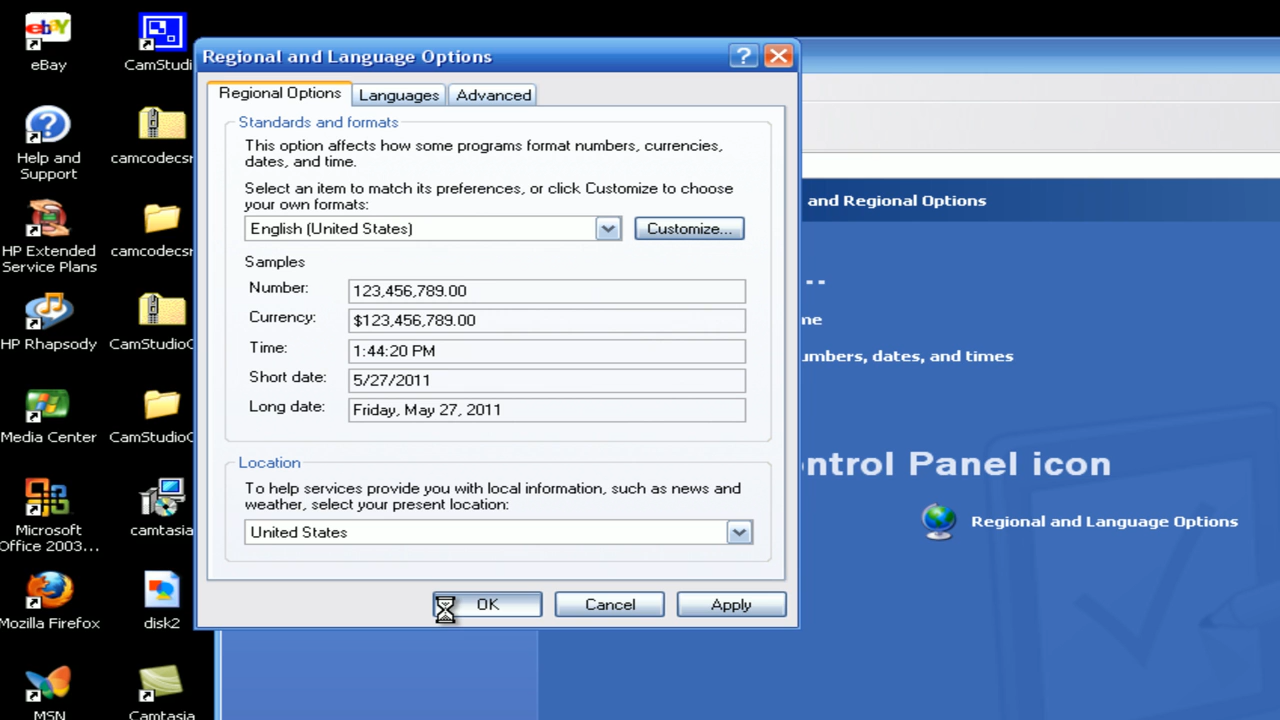 eBay
CamStudi
Help and
Support
camcodecsr
HP Extended
Service Plans
camcodecsr
HP Rhapsody
CamStudioC
Media Center
CamStudioC
Microsoft
Office 2003...
camtasia
Mozilla Firefox
disk2
MSN
Camtasia
Regional and Language Options
Regional Options
Languages
Advanced
Standards and formats
This option affects how some programs format numbers, currencies,
dates, and time.
Select an item to match its preferences, or click Customize to choose
your own formats:
English (United States)
Customize...
Samples
Number:
123,456,789.00
Currency:
$123,456,789.00
Time:
1:44:20 PM
Short date:
5/27/2011
Long date:
Friday, May 27, 2011
Location
To help services provide you with local information, such as news and
weather, select your present location:
United States
OK
Cancel
Apply
and Regional Options
me
umbers, dates, and times
ontrol Panel icon
Regional and Language Options